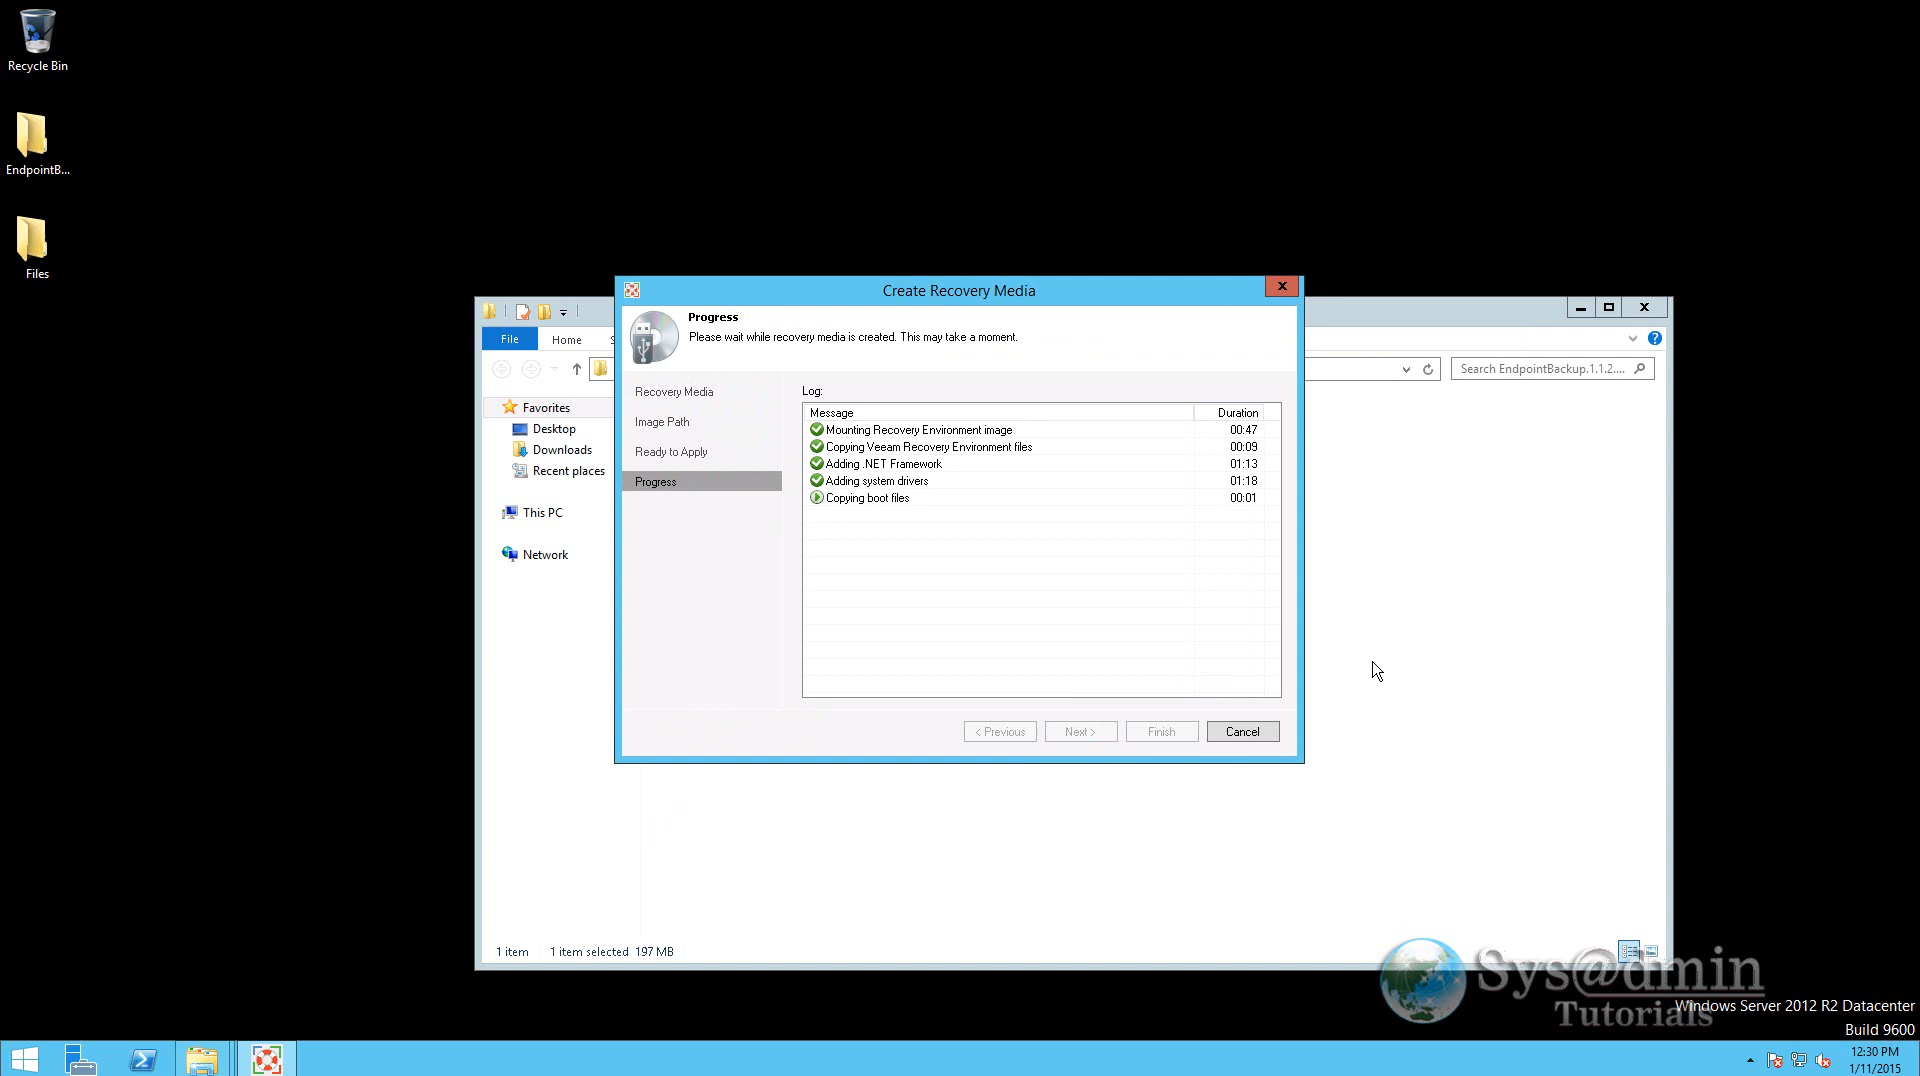 Recycle Bin
EndpointB...
Files
Create Recovery Media
Progress
Please wait while recovery media is created. This may take a moment.
File
Home
Search EndpointBackup.1.1.2....
Favorites
Desktop
Downloads
Recent places
This PC
Network
Recovery Media
Image Path
Ready to Apply
Progress
Log:
Message Duration
Mounting Recovery Environment image 00:47
Copying Veeam Recovery Environment files 00:09
Adding .NET Framework 01:13
Adding system drivers 01:18
Copying boot files 00:01
< Previous
Next >
Finish
Cancel
1 item 1 item selected 197 MB
Sys@dmin
Tutorials
Windows Server 2012 R2 Datacenter
Build 9600
12:30 PM
1/11/2015